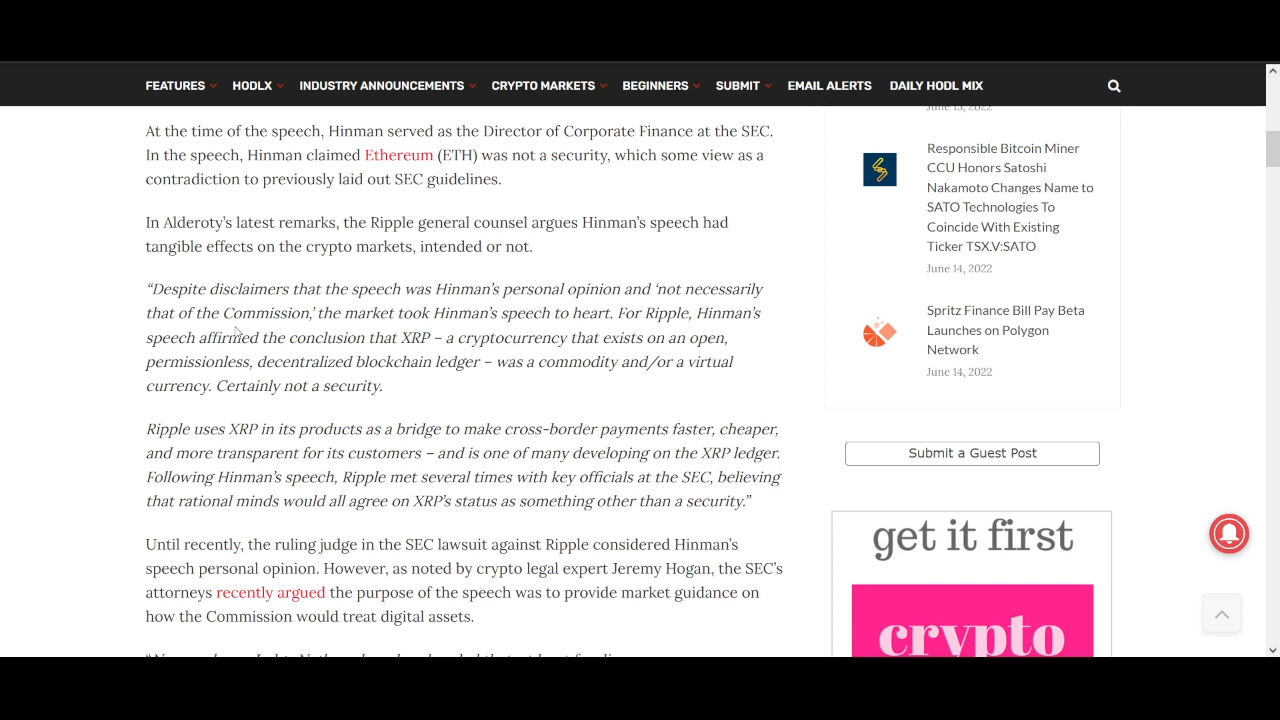 FEATURES HODLX INDUSTRY ANNOUNCEMENTS CRYPTO MARKETS BEGINNERS SUBMIT EMAIL ALERTS DAILY HODL MIX
At the time of the speech, Hinman served as the Director of Corporate Finance at the SEC.
In the speech, Hinman claimed Ethereum (ETH) was not a security, which some view as a
contradiction to previously laid out SEC guidelines.
In Alderoty’s latest remarks, the Ripple general counsel argues Hinman’s speech had
tangible effects on the crypto markets, intended or not.
“Despite disclaimers that the speech was Hinman’s personal opinion and ‘not necessarily
that of the Commission,’ the market took Hinman’s speech to heart. For Ripple, Hinman’s
speech affirmed the conclusion that XRP – a cryptocurrency that exists on an open,
permissionless, decentralized blockchain ledger – was a commodity and/or a virtual
currency. Certainly not a security.
Ripple uses XRP in its products as a bridge to make cross-border payments faster, cheaper,
and more transparent for its customers – and is one of many developing on the XRP ledger.
Following Hinman’s speech, Ripple met several times with key officials at the SEC, believing
that rational minds would all agree on XRP’s status as something other than a security.”
Until recently, the ruling judge in the SEC lawsuit against Ripple considered Hinman’s
speech personal opinion. However, as noted by crypto legal expert Jeremy Hogan, the SEC’s
attorneys recently argued the purpose of the speech was to provide market guidance on
how the Commission would treat digital assets.
June 15, 2022
Responsible Bitcoin Miner
CCU Honors Satoshi
Nakamoto Changes Name to
SATO Technologies To
Coincide With Existing
Ticker TSX.V:SATO
June 14, 2022
Spritz Finance Bill Pay Beta
Launches on Polygon
Network
June 14, 2022
Submit a Guest Post
get it first
crypto